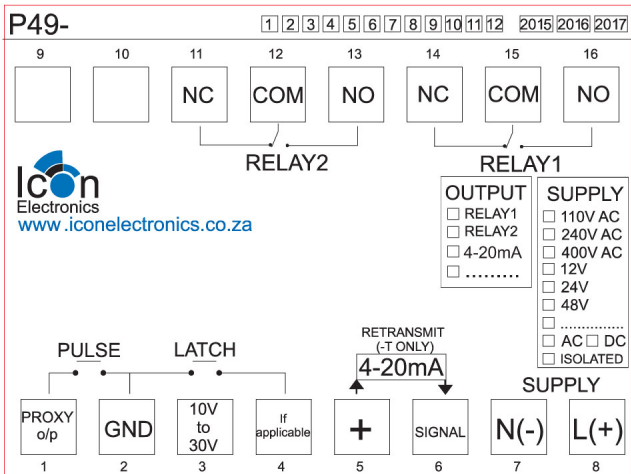 P49- 1 2 3 4 5 6 7 8 9 10 11 12 2015 2016 2017
9 10 11 12 13 14 15 16
NC COM NO NC COM NO
RELAY2 RELAY1
Icon
Electronics
www.iconelectronics.co.za
OUTPUT
RELAY1
RELAY2
4-20mA
.........
SUPPLY
110V AC
240V AC
400V AC
12V
24V
48V
..............
AC DC
ISOLATED
PULSE LATCH
RETRANSMIT
(-T ONLY)
4-20mA
SUPPLY
PROXY
o/p
GND
10V
to
30V
If
applicable
+
SIGNAL
N(-)
L(+)
1 2 3 4 5 6 7 8